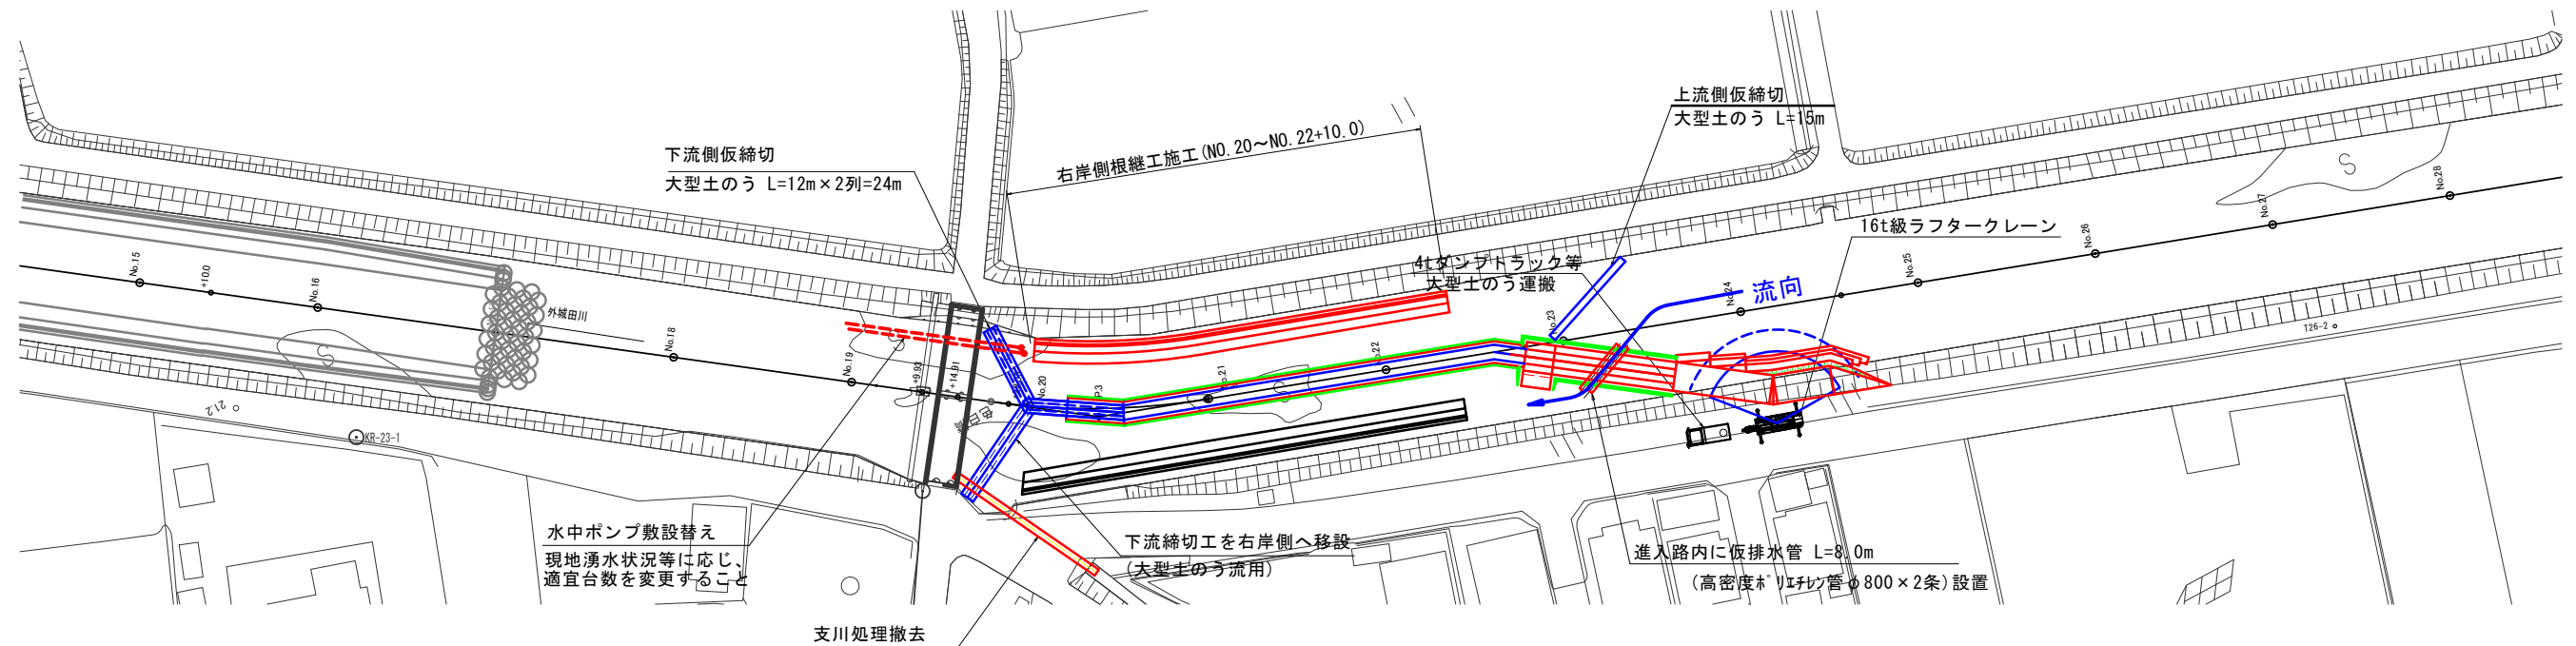 下流側仮締切
大型土のう L=12m×2列=24m
右岸側根継工施工(NO.20～NO.22+10.0)
上流側仮締切
大型土のう L=15m
16t級ラフタークレーン
4tダンプトラック等
大型土のう運搬
流向
No.15
+10.0
No.16
外城田川
No.18
No.19
+9.93
+14.91
No.20
P.3
No.21
No.22
No.23
No.24
No.25
No.26
No.27
No.28
S
S
S
S
T26-2
212
KR-23-1
水中ポンプ敷設替え
現地湧水状況等に応じ、
適宜台数を変更すること
下流締切工を右岸側へ移設
(大型土のう流用)
進入路内に仮排水管 L=8.0m
(高密度ﾎﾟﾘｴﾁﾚﾝ管φ800×2条)設置
支川処理撤去